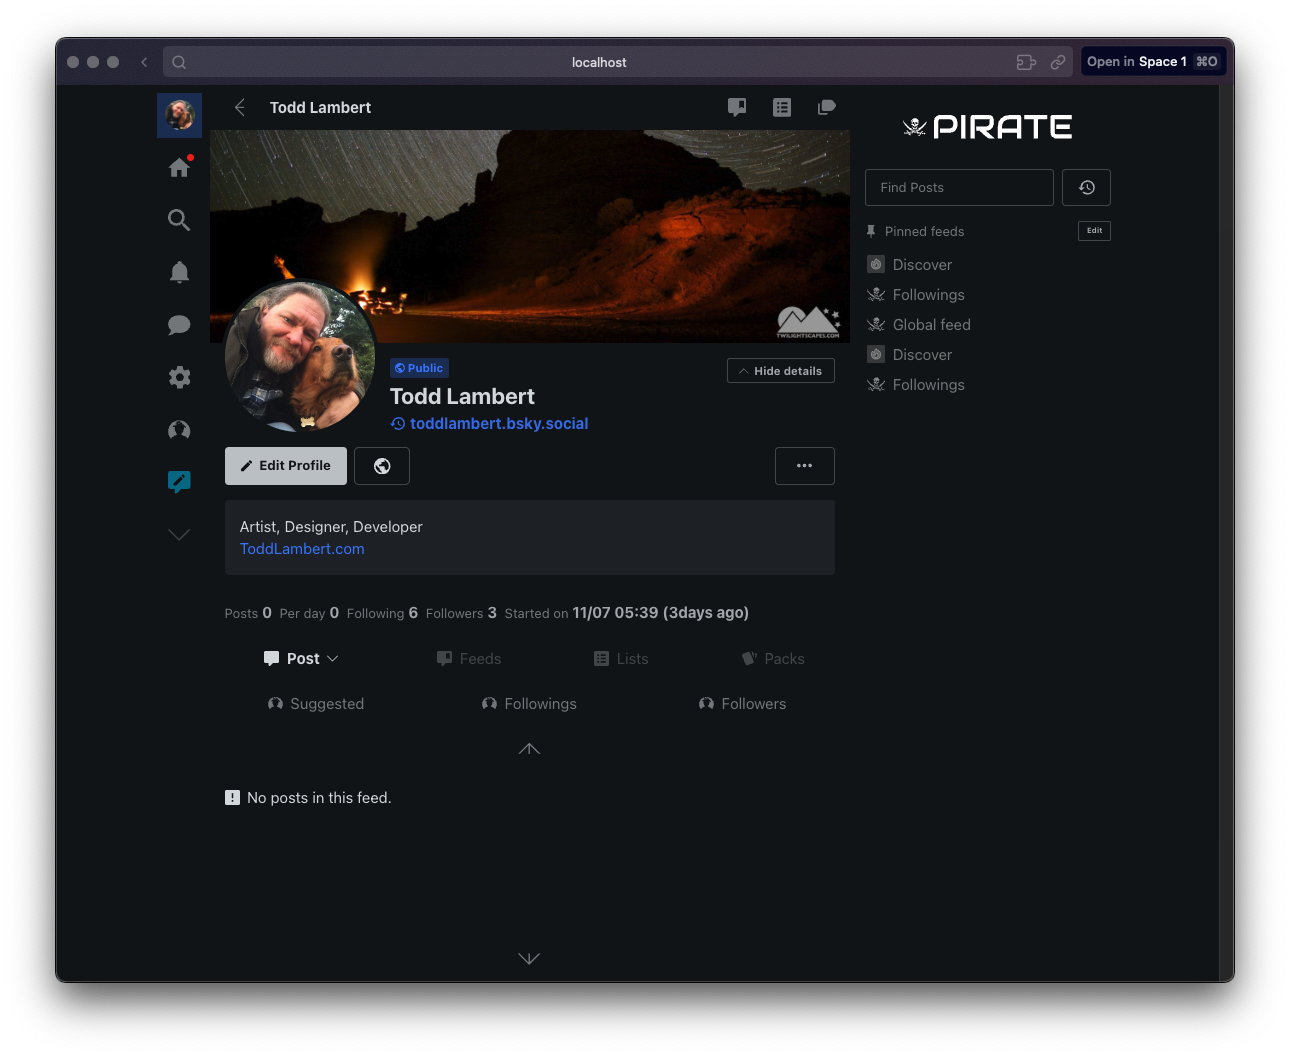 localhost
Open in Space 1 ⌘O
Todd Lambert
PIRATE
TWILIGHTSCAPES.COM
Find Posts
Pinned feeds
Edit
Discover
Followings
Global feed
Discover
Followings
Public
Hide details
Todd Lambert
toddlambert.bsky.social
Edit Profile
Artist, Designer, Developer
ToddLambert.com
Posts 0 Per day 0 Following 6 Followers 3 Started on 11/07 05:39 (3days ago)
Post Feeds Lists Packs
Suggested Followings Followers
No posts in this feed.